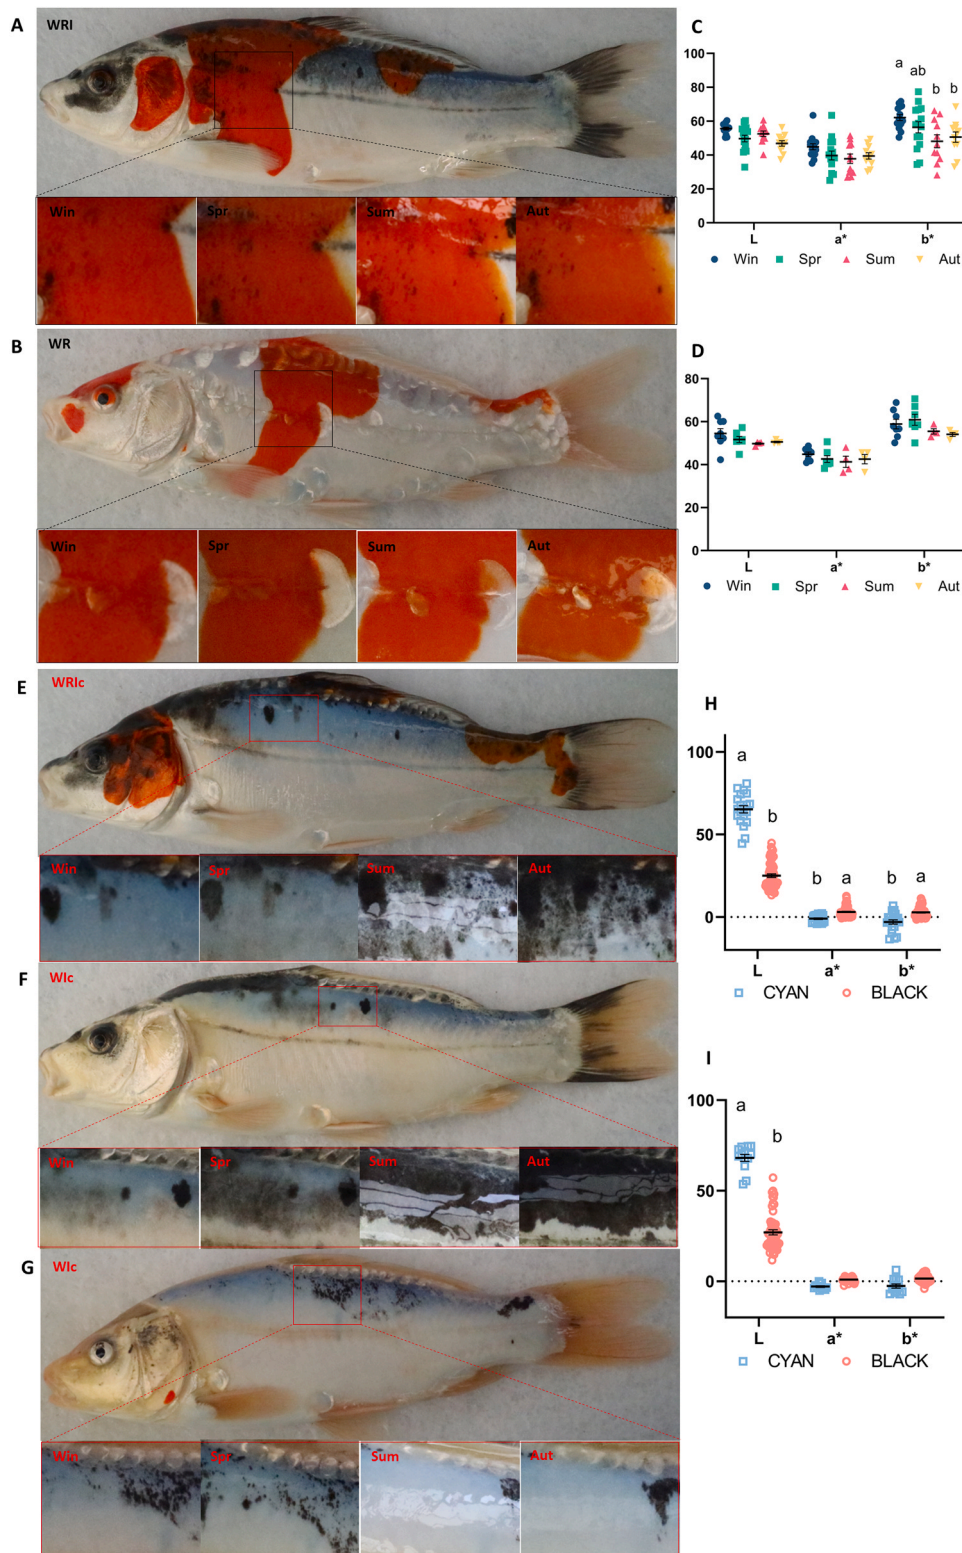 A
WRI
Win
Spr
Sum
Aut
B
WR
Win
Spr
Sum
Aut
C
100
80
60
40
20
0
a
ab
b
b
L
a*
b*
Win
Spr
Sum
Aut
D
80
60
40
20
0
L
a*
b*
Win
Spr
Sum
Aut
E
WRIc
Win
Spr
Sum
Aut
F
WIc
Win
Spr
Sum
Aut
G
WIc
Win
Spr
Sum
Aut
H
100
50
0
a
b
b
a
b
a
L
a*
b*
CYAN
BLACK
I
100
50
0
a
b
L
a*
b*
CYAN
BLACK